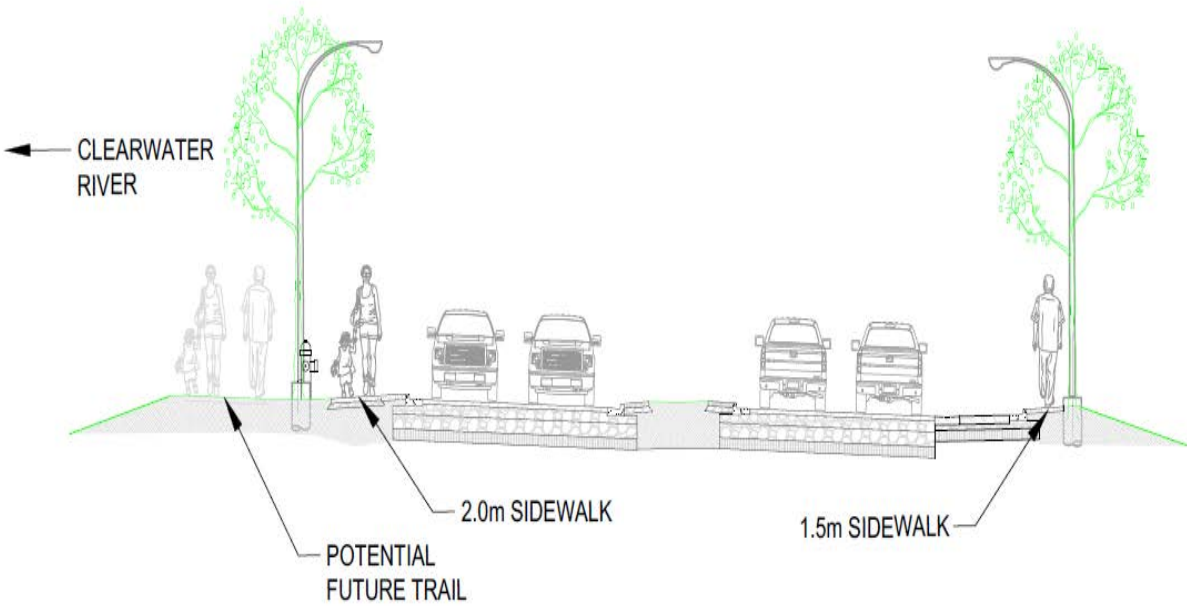 CLEARWATER
RIVER
2.0m SIDEWALK
1.5m SIDEWALK
POTENTIAL
FUTURE TRAIL